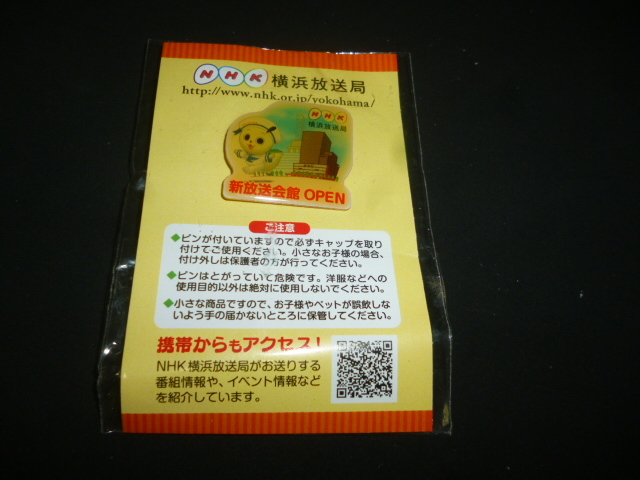 NHK 横浜放送局
http://www.nhk.or.jp/yokohama/
NHK
横浜放送局
新放送会館 OPEN
ご注意
◆ピンが付いていますので必ずキャップを取り
付けてご使用ください。小さなお子様の場合、
付け外しは保護者の方が行ってください。
◆ピンはとがっていて危険です。洋服などへの
使用目的以外は絶対に使用しないでください。
◆小さな商品ですので、お子様やペットが誤飲しな
いよう手の届かないところに保管してください。
携帯からもアクセス!
NHK横浜放送局がお送りする
番組情報や、イベント情報など
を紹介しています。